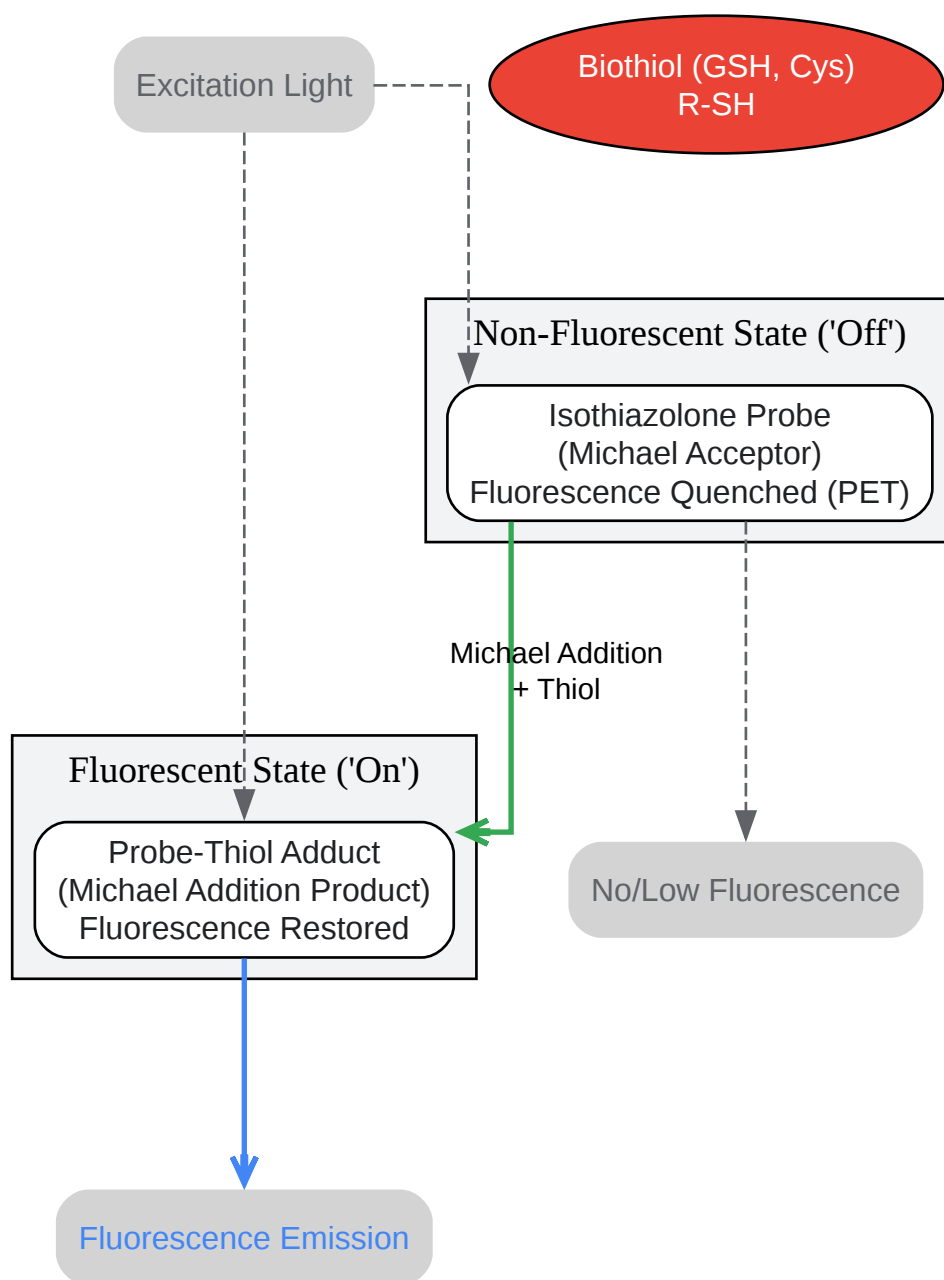 Excitation Light
Biothiol (GSH, Cys)
R-SH
Non-Fluorescent State ('Off')
Isothiazolone Probe
(Michael Acceptor)
Fluorescence Quenched (PET)
Michael Addition
+ Thiol
Fluorescent State ('On')
Probe-Thiol Adduct
(Michael Addition Product)
Fluorescence Restored
No/Low Fluorescence
Fluorescence Emission